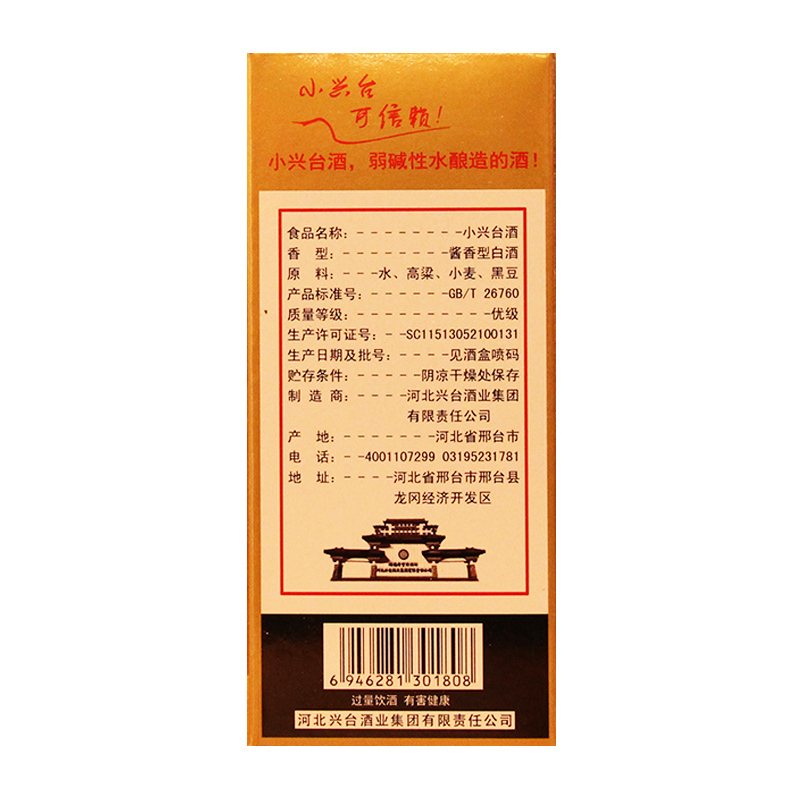 小兴台
可信赖！
小兴台酒，弱碱性水酿造的酒！
食品名称：--------小兴台酒
香 型：--------酱香型白酒
原 料：---水、高梁、小麦、黑豆
产品标准号：------GB/T 26760
质量等级：----------优级
生产许可证号：--SC11513052100131
生产日期及批号：----见酒盒喷码
贮存条件：-----阴凉干燥处保存
制 造 商：----河北兴台酒业集团
有限责任公司
产 地：-------河北省邢台市
电 话：--4001107299 03195231781
地 址：----河北省邢台市邢台县
龙冈经济开发区
6 946281 301808
过量饮酒 有害健康
河北兴台酒业集团有限责任公司